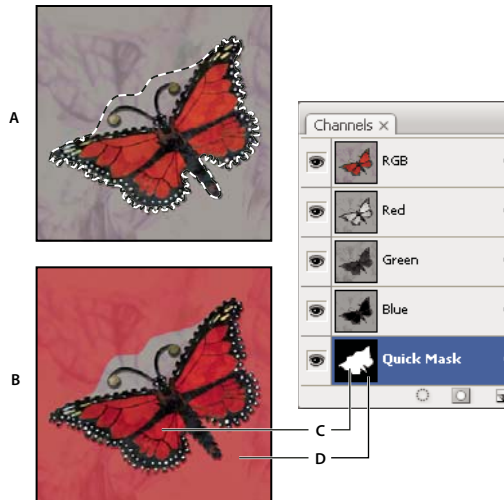 A
Channels ×
RGB
Red
Green
Blue
B
Quick Mask
C
D